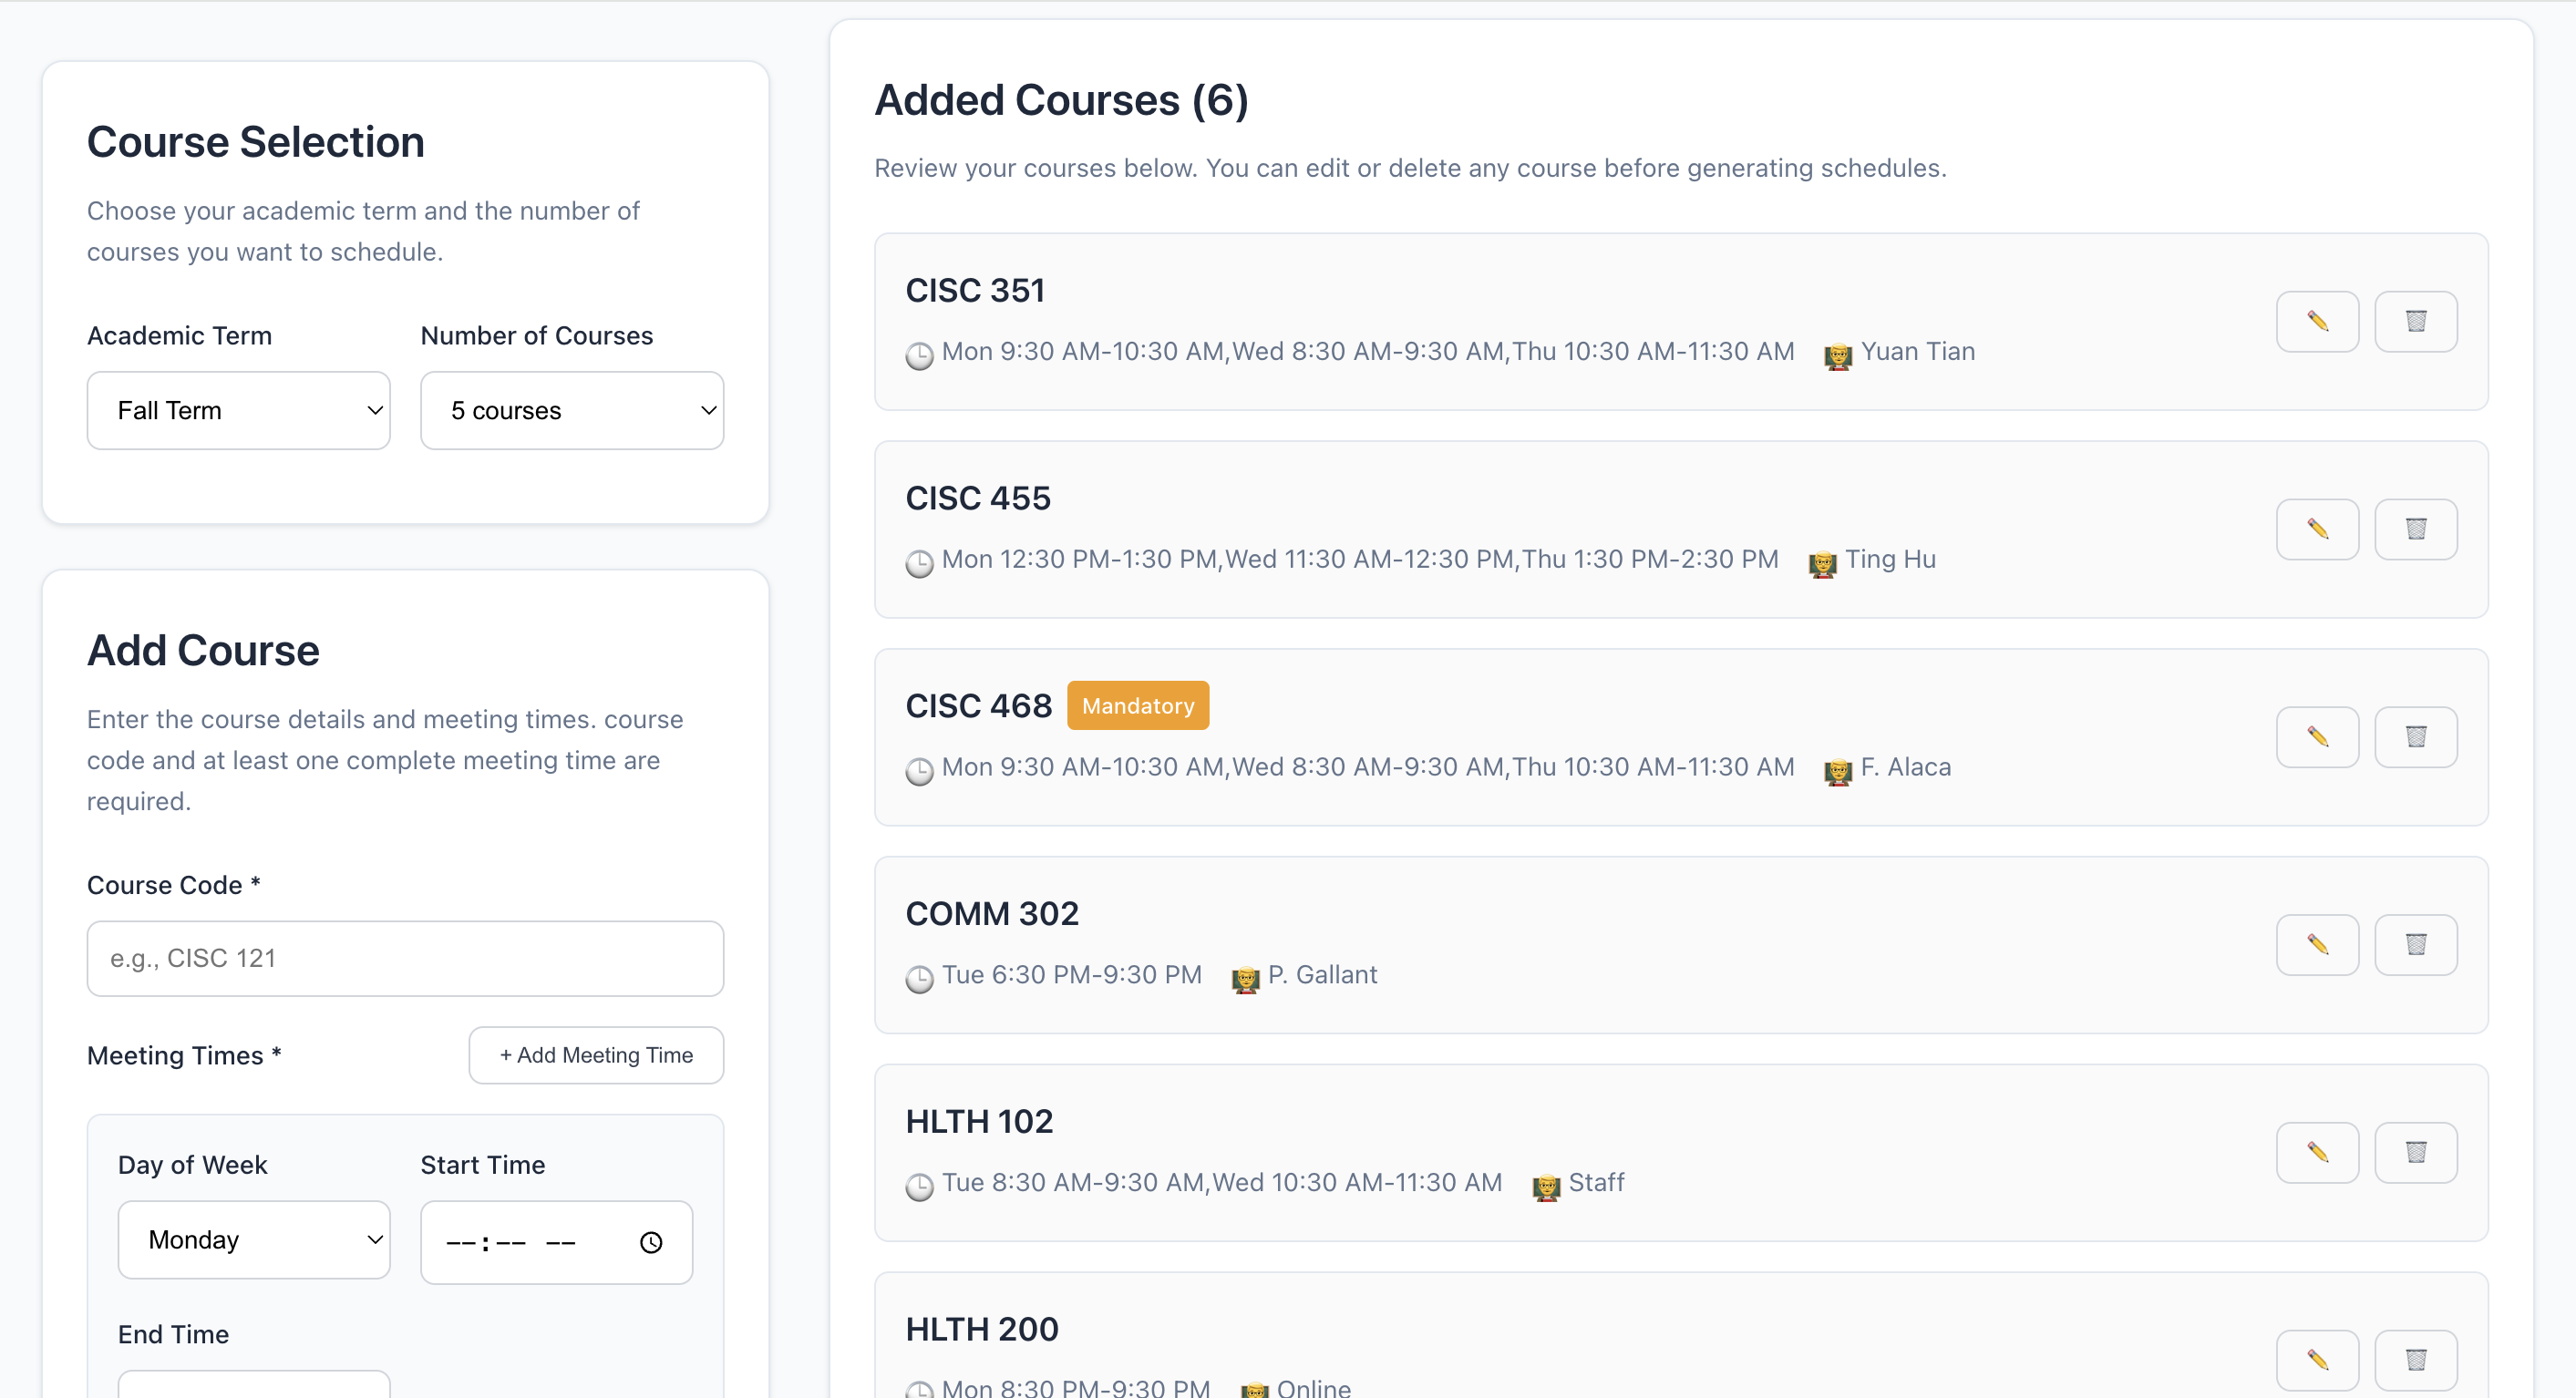 Course Selection
Choose your academic term and the number of
courses you want to schedule.
Academic Term
Number of Courses
Fall Term
5 courses
Add Course
Enter the course details and meeting times. course
code and at least one complete meeting time are
required.
Course Code *
e.g., CISC 121
Meeting Times *
+ Add Meeting Time
Day of Week
Start Time
Monday
--:-- --
End Time
Added Courses (6)
Review your courses below. You can edit or delete any course before generating schedules.
CISC 351
Mon 9:30 AM-10:30 AM,Wed 8:30 AM-9:30 AM,Thu 10:30 AM-11:30 AM Yuan Tian
CISC 455
Mon 12:30 PM-1:30 PM,Wed 11:30 AM-12:30 PM,Thu 1:30 PM-2:30 PM Ting Hu
CISC 468 Mandatory
Mon 9:30 AM-10:30 AM,Wed 8:30 AM-9:30 AM,Thu 10:30 AM-11:30 AM F. Alaca
COMM 302
Tue 6:30 PM-9:30 PM P. Gallant
HLTH 102
Tue 8:30 AM-9:30 AM,Wed 10:30 AM-11:30 AM Staff
HLTH 200
Mon 8:30 PM-9:30 PM Online